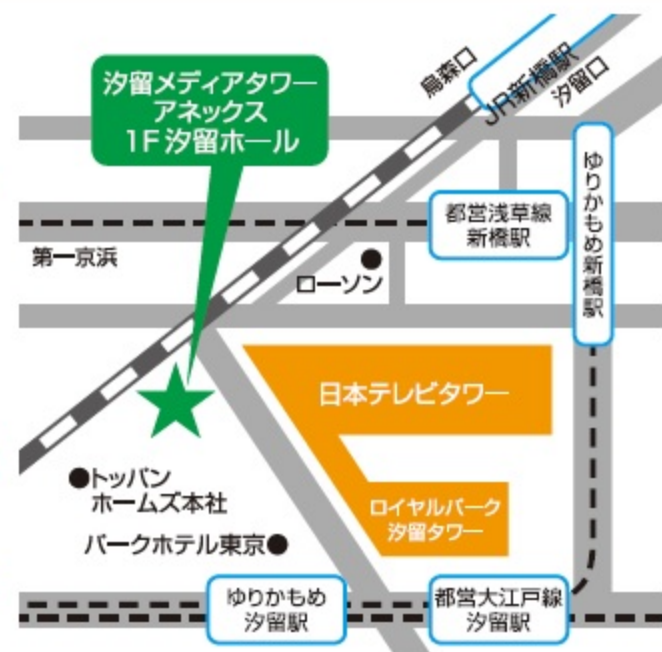 烏森口
JR新橋駅
汐留口
汐留メディアタワー
アネックス
1F 汐留ホール
ゆりかもめ新橋駅
都営浅草線
新橋駅
第一京浜
ローソン
日本テレビタワー
トッパン
ホームズ本社
ロイヤルパーク
汐留タワー
パークホテル東京
ゆりかもめ
汐留駅
都営大江戸線
汐留駅